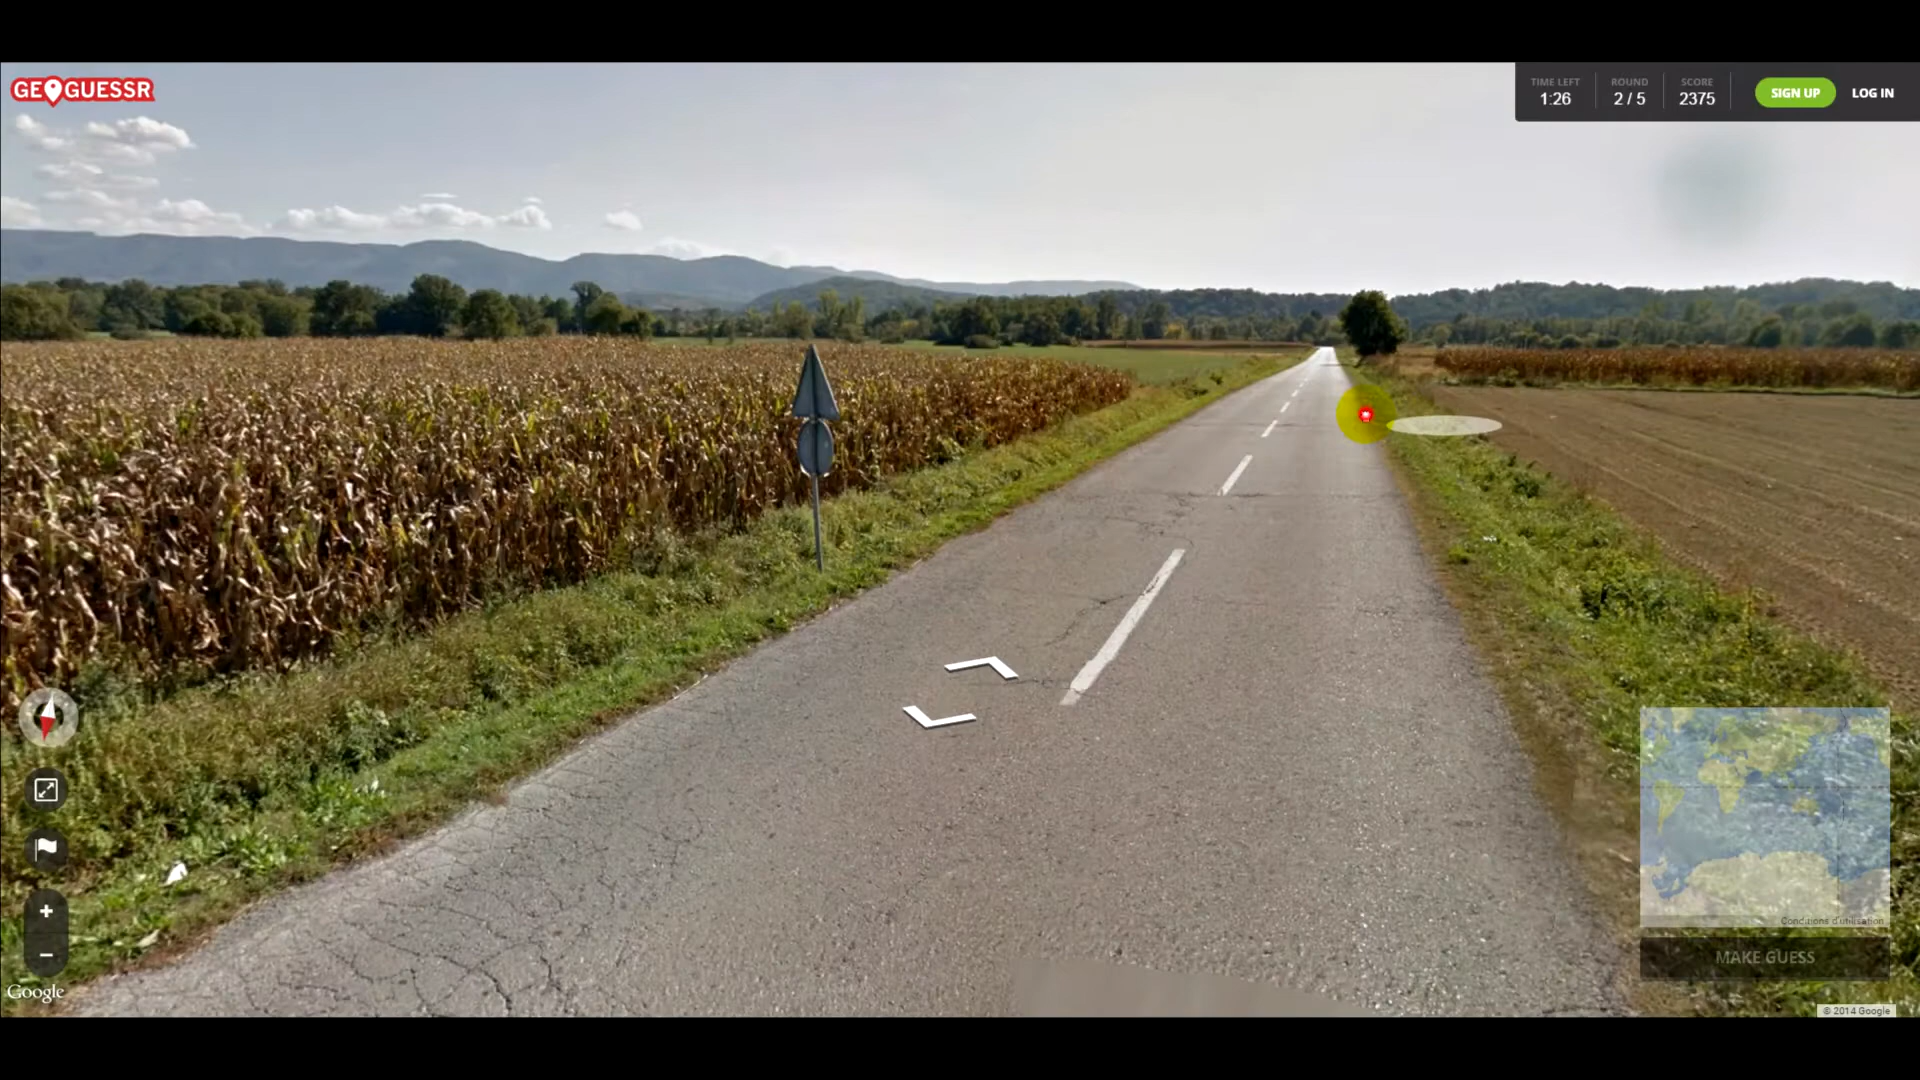 GEOGUESSR
TIME LEFT
1:26
ROUND
2 / 5
SCORE
2375
SIGN UP
LOG IN
Conditions d'utilisation
MAKE GUESS
Google
© 2014 Google